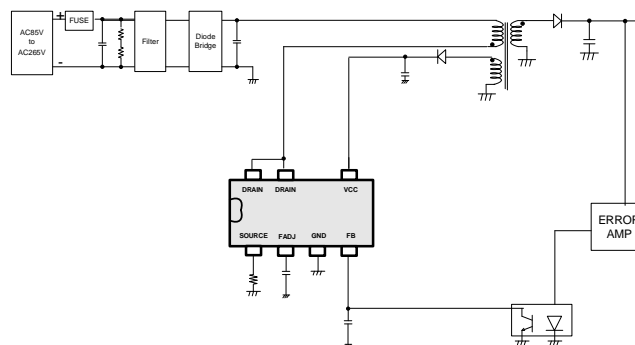 AC85V
to
AC265V
+
-
FUSE
Filter
Diode
Bridge
DRAIN
DRAIN
VCC
SOURCE
FADJ
GND
FB
ERROR
AMP